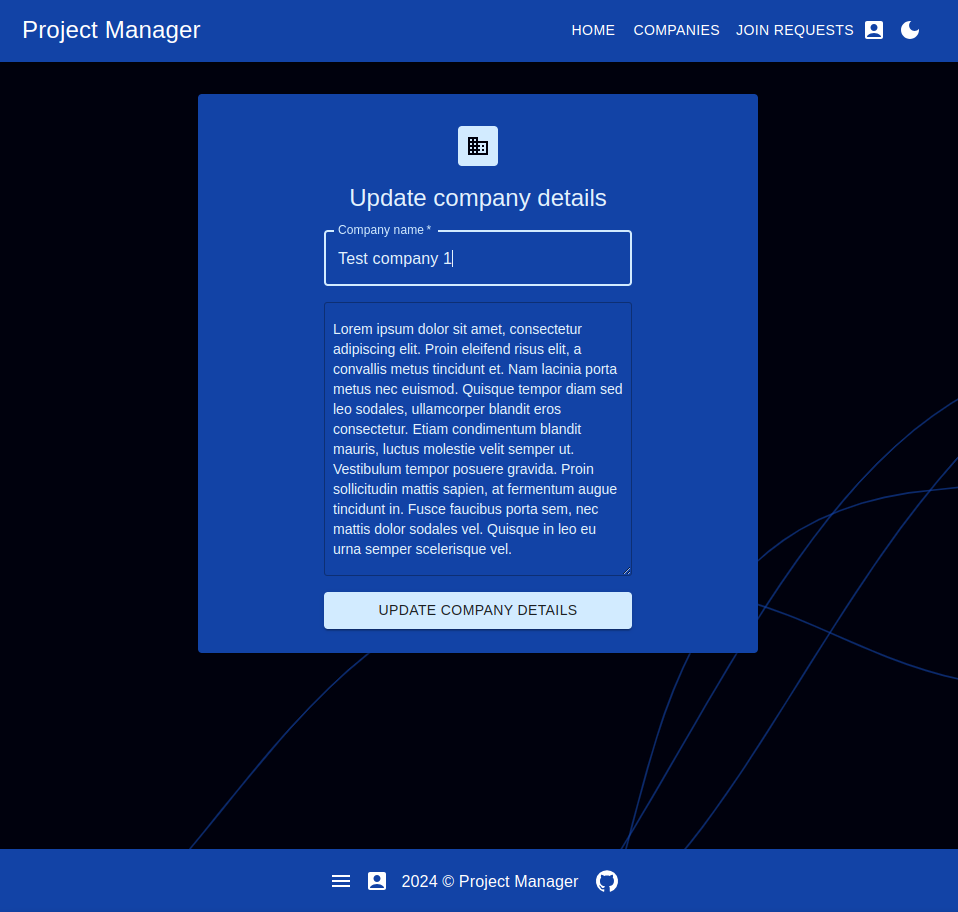 Project Manager
HOME COMPANIES JOIN REQUESTS
Update company details
Company name *
Test company 1
Lorem ipsum dolor sit amet, consectetur
adipiscing elit. Proin eleifend risus elit, a
convallis metus tincidunt et. Nam lacinia porta
metus nec euismod. Quisque tempor diam sed
leo sodales, ullamcorper blandit eros
consectetur. Etiam condimentum blandit
mauris, luctus molestie velit semper ut.
Vestibulum tempor posuere gravida. Proin
sollicitudin mattis sapien, at fermentum augue
tincidunt in. Fusce faucibus porta sem, nec
mattis dolor sodales vel. Quisque in leo eu
urna semper scelerisque vel.
UPDATE COMPANY DETAILS
2024 © Project Manager